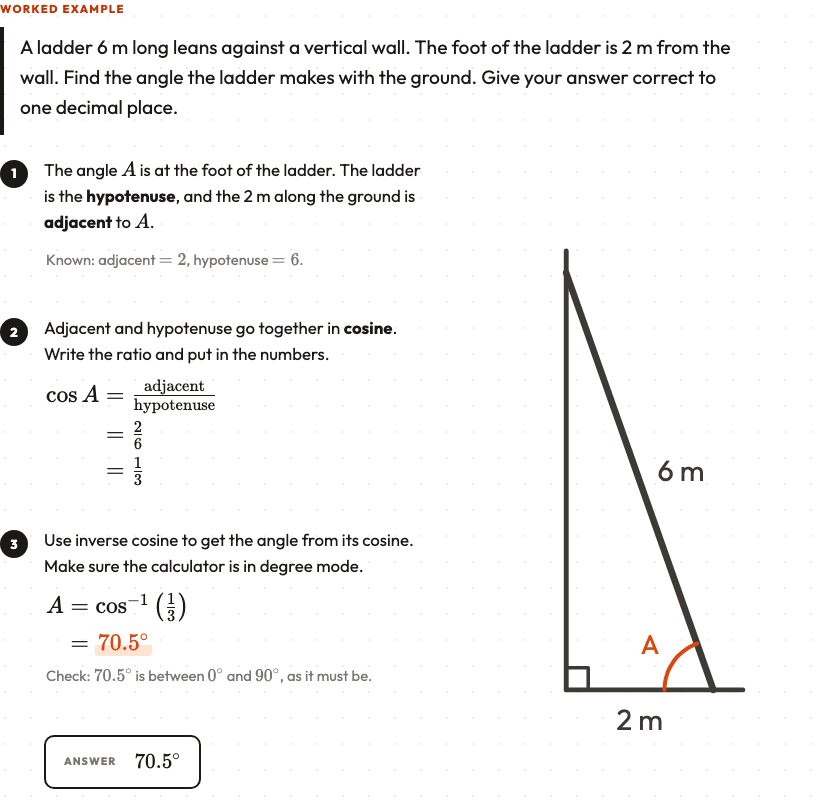 WORKED EXAMPLE
A ladder 6 m long leans against a vertical wall. The foot of the ladder is 2 m from the
wall. Find the angle the ladder makes with the ground. Give your answer correct to
one decimal place.
1
The angle A is at the foot of the ladder. The ladder
is the hypotenuse, and the 2 m along the ground is
adjacent to A.
Known: adjacent = 2, hypotenuse = 6.
2
Adjacent and hypotenuse go together in cosine.
Write the ratio and put in the numbers.
cos A = adjacent/hypotenuse
= 2/6
= 1/3
3
Use inverse cosine to get the angle from its cosine.
Make sure the calculator is in degree mode.
A = cos⁻¹ (1/3)
= 70.5°
Check: 70.5° is between 0° and 90°, as it must be.
ANSWER 70.5°
6 m
A
2 m